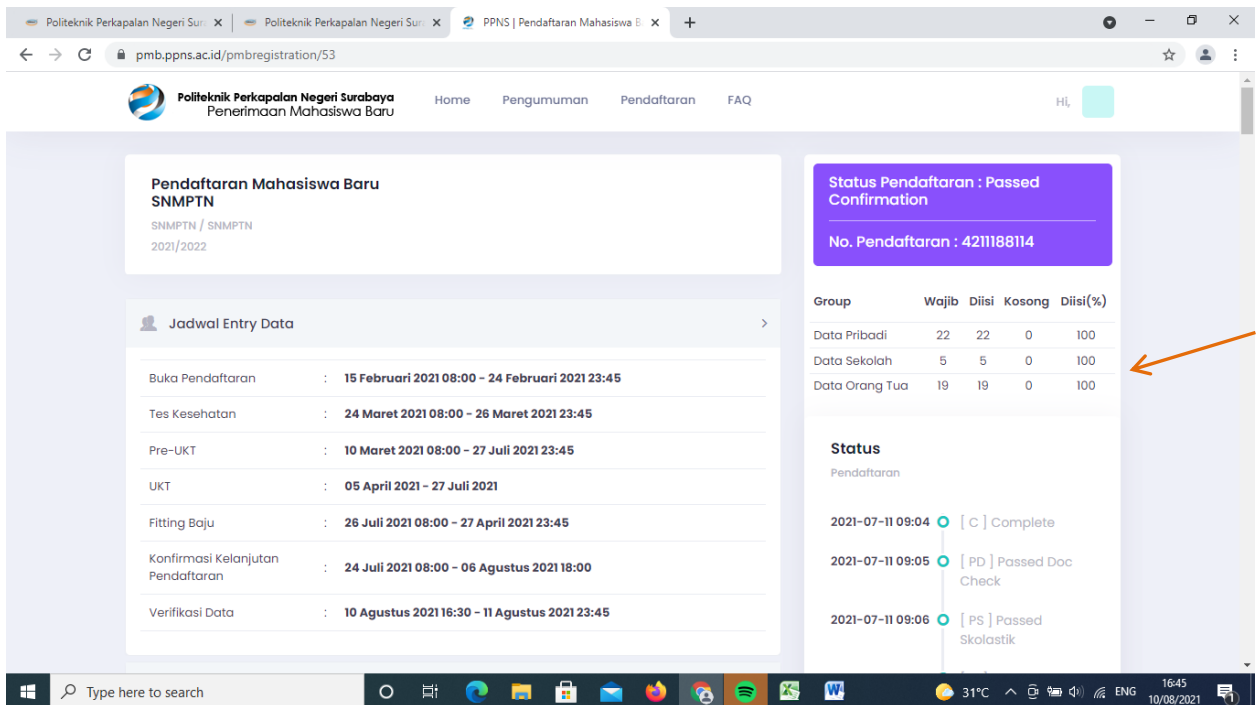 Politeknik Perkapalan Negeri Sur
Politeknik Perkapalan Negeri Sur
PPNS | Pendaftaran Mahasiswa B
pmb.ppns.ac.id/pmbregistration/53
Politeknik Perkapalan Negeri Surabaya
Penerimaan Mahasiswa Baru
Home Pengumuman Pendaftaran FAQ
Hi,
Pendaftaran Mahasiswa Baru
SNMPTN
SNMPTN / SNMPTN
2021/2022
Jadwal Entry Data
Buka Pendaftaran : 15 Februari 2021 08:00 - 24 Februari 2021 23:45
Tes Kesehatan : 24 Maret 2021 08:00 - 26 Maret 2021 23:45
Pre-UKT : 10 Maret 2021 08:00 - 27 Juli 2021 23:45
UKT : 05 April 2021 - 27 Juli 2021
Fitting Baju : 26 Juli 2021 08:00 - 27 April 2021 23:45
Konfirmasi Kelanjutan
Pendaftaran : 24 Juli 2021 08:00 - 06 Agustus 2021 18:00
Verifikasi Data : 10 Agustus 2021 16:30 - 11 Agustus 2021 23:45
Status Pendaftaran : Passed
Confirmation
No. Pendaftaran : 4211188114
Group Wajib Diisi Kosong Diisi(%)
Data Pribadi 22 22 0 100
Data Sekolah 5 5 0 100
Data Orang Tua 19 19 0 100
Status
Pendaftaran
2021-07-11 09:04 [ C ] Complete
2021-07-11 09:05 [ PD ] Passed Doc
Check
2021-07-11 09:06 [ PS ] Passed
Skolastik
Type here to search
31°C
ENG
16:45
10/08/2021